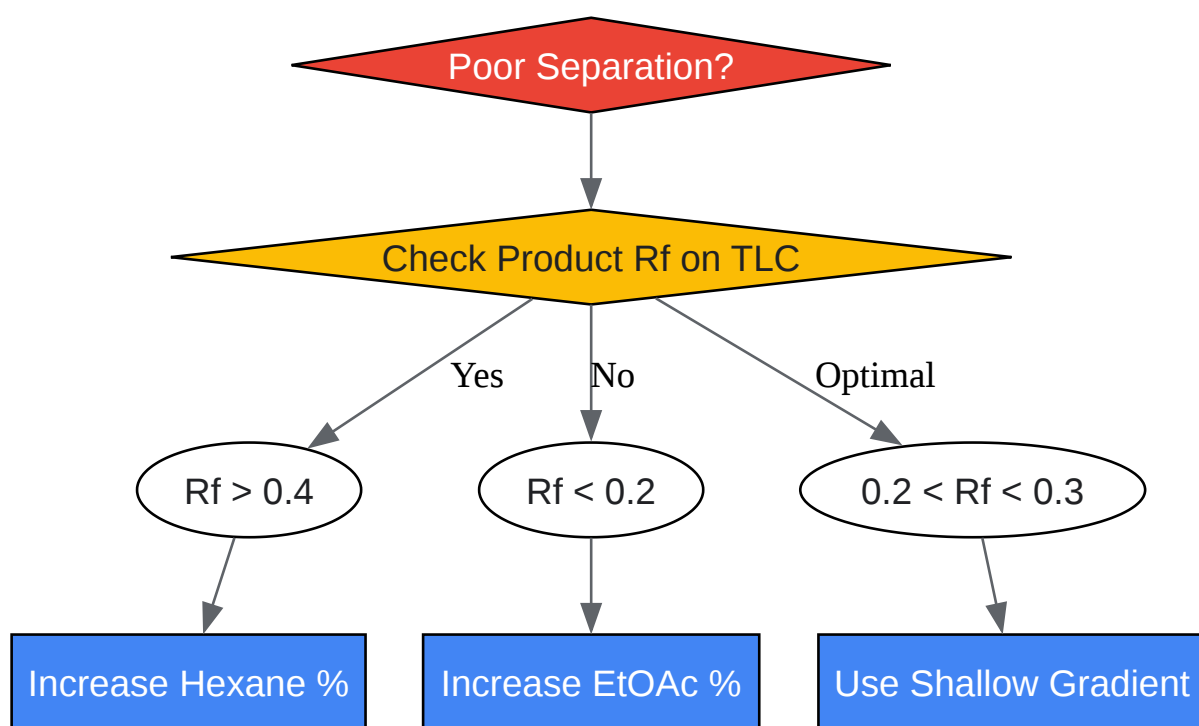 Poor Separation?
Check Product Rf on TLC
Yes
No
Optimal
Rf > 0.4
Rf < 0.2
0.2 < Rf < 0.3
Increase Hexane %
Increase EtOAc %
Use Shallow Gradient